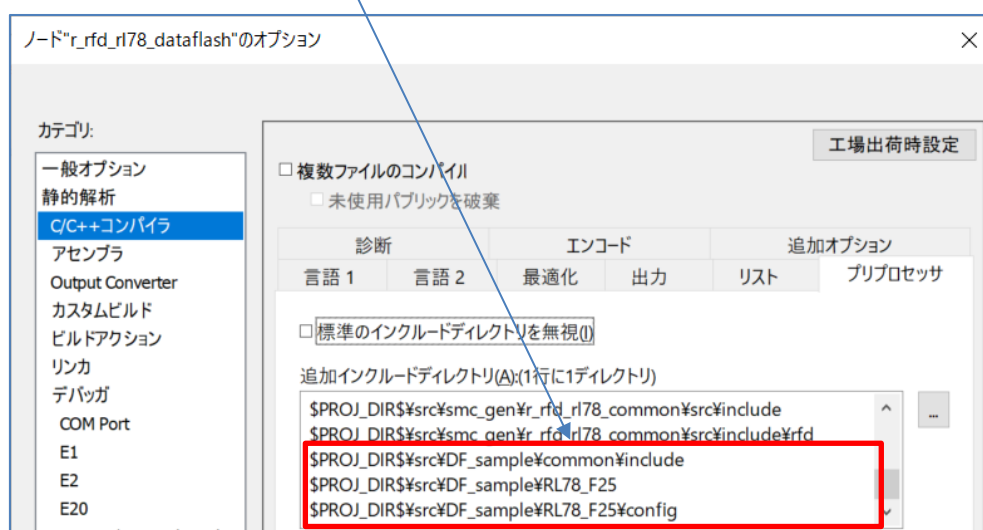 ノード"r_rfd_rl78_dataflash"のオプション
カテゴリ:
一般オプション
静的解析
C/C++コンパイラ
アセンブラ
Output Converter
カスタムビルド
ビルドアクション
リンカ
デバッガ
COM Port
E1
E2
E20
工場出荷時設定
複数ファイルのコンパイル
未使用パブリックを破棄
診断
エンコード
追加オプション
言語 1
言語 2
最適化
出力
リスト
プリプロセッサ
標準のインクルードディレクトリを無視(I)
追加インクルードディレクトリ(A):(1行に1ディレクトリ)
$PROJ_DIR$¥src¥smc_gen¥r_rfd_rl78_common¥src¥include
$PROJ_DIR$¥src¥smc_gen¥r_rfd_rl78_common¥src¥include¥rfd
$PROJ_DIR$¥src¥DF_sample¥common¥include
$PROJ_DIR$¥src¥DF_sample¥RL78_F25
$PROJ_DIR$¥src¥DF_sample¥RL78_F25¥config
...